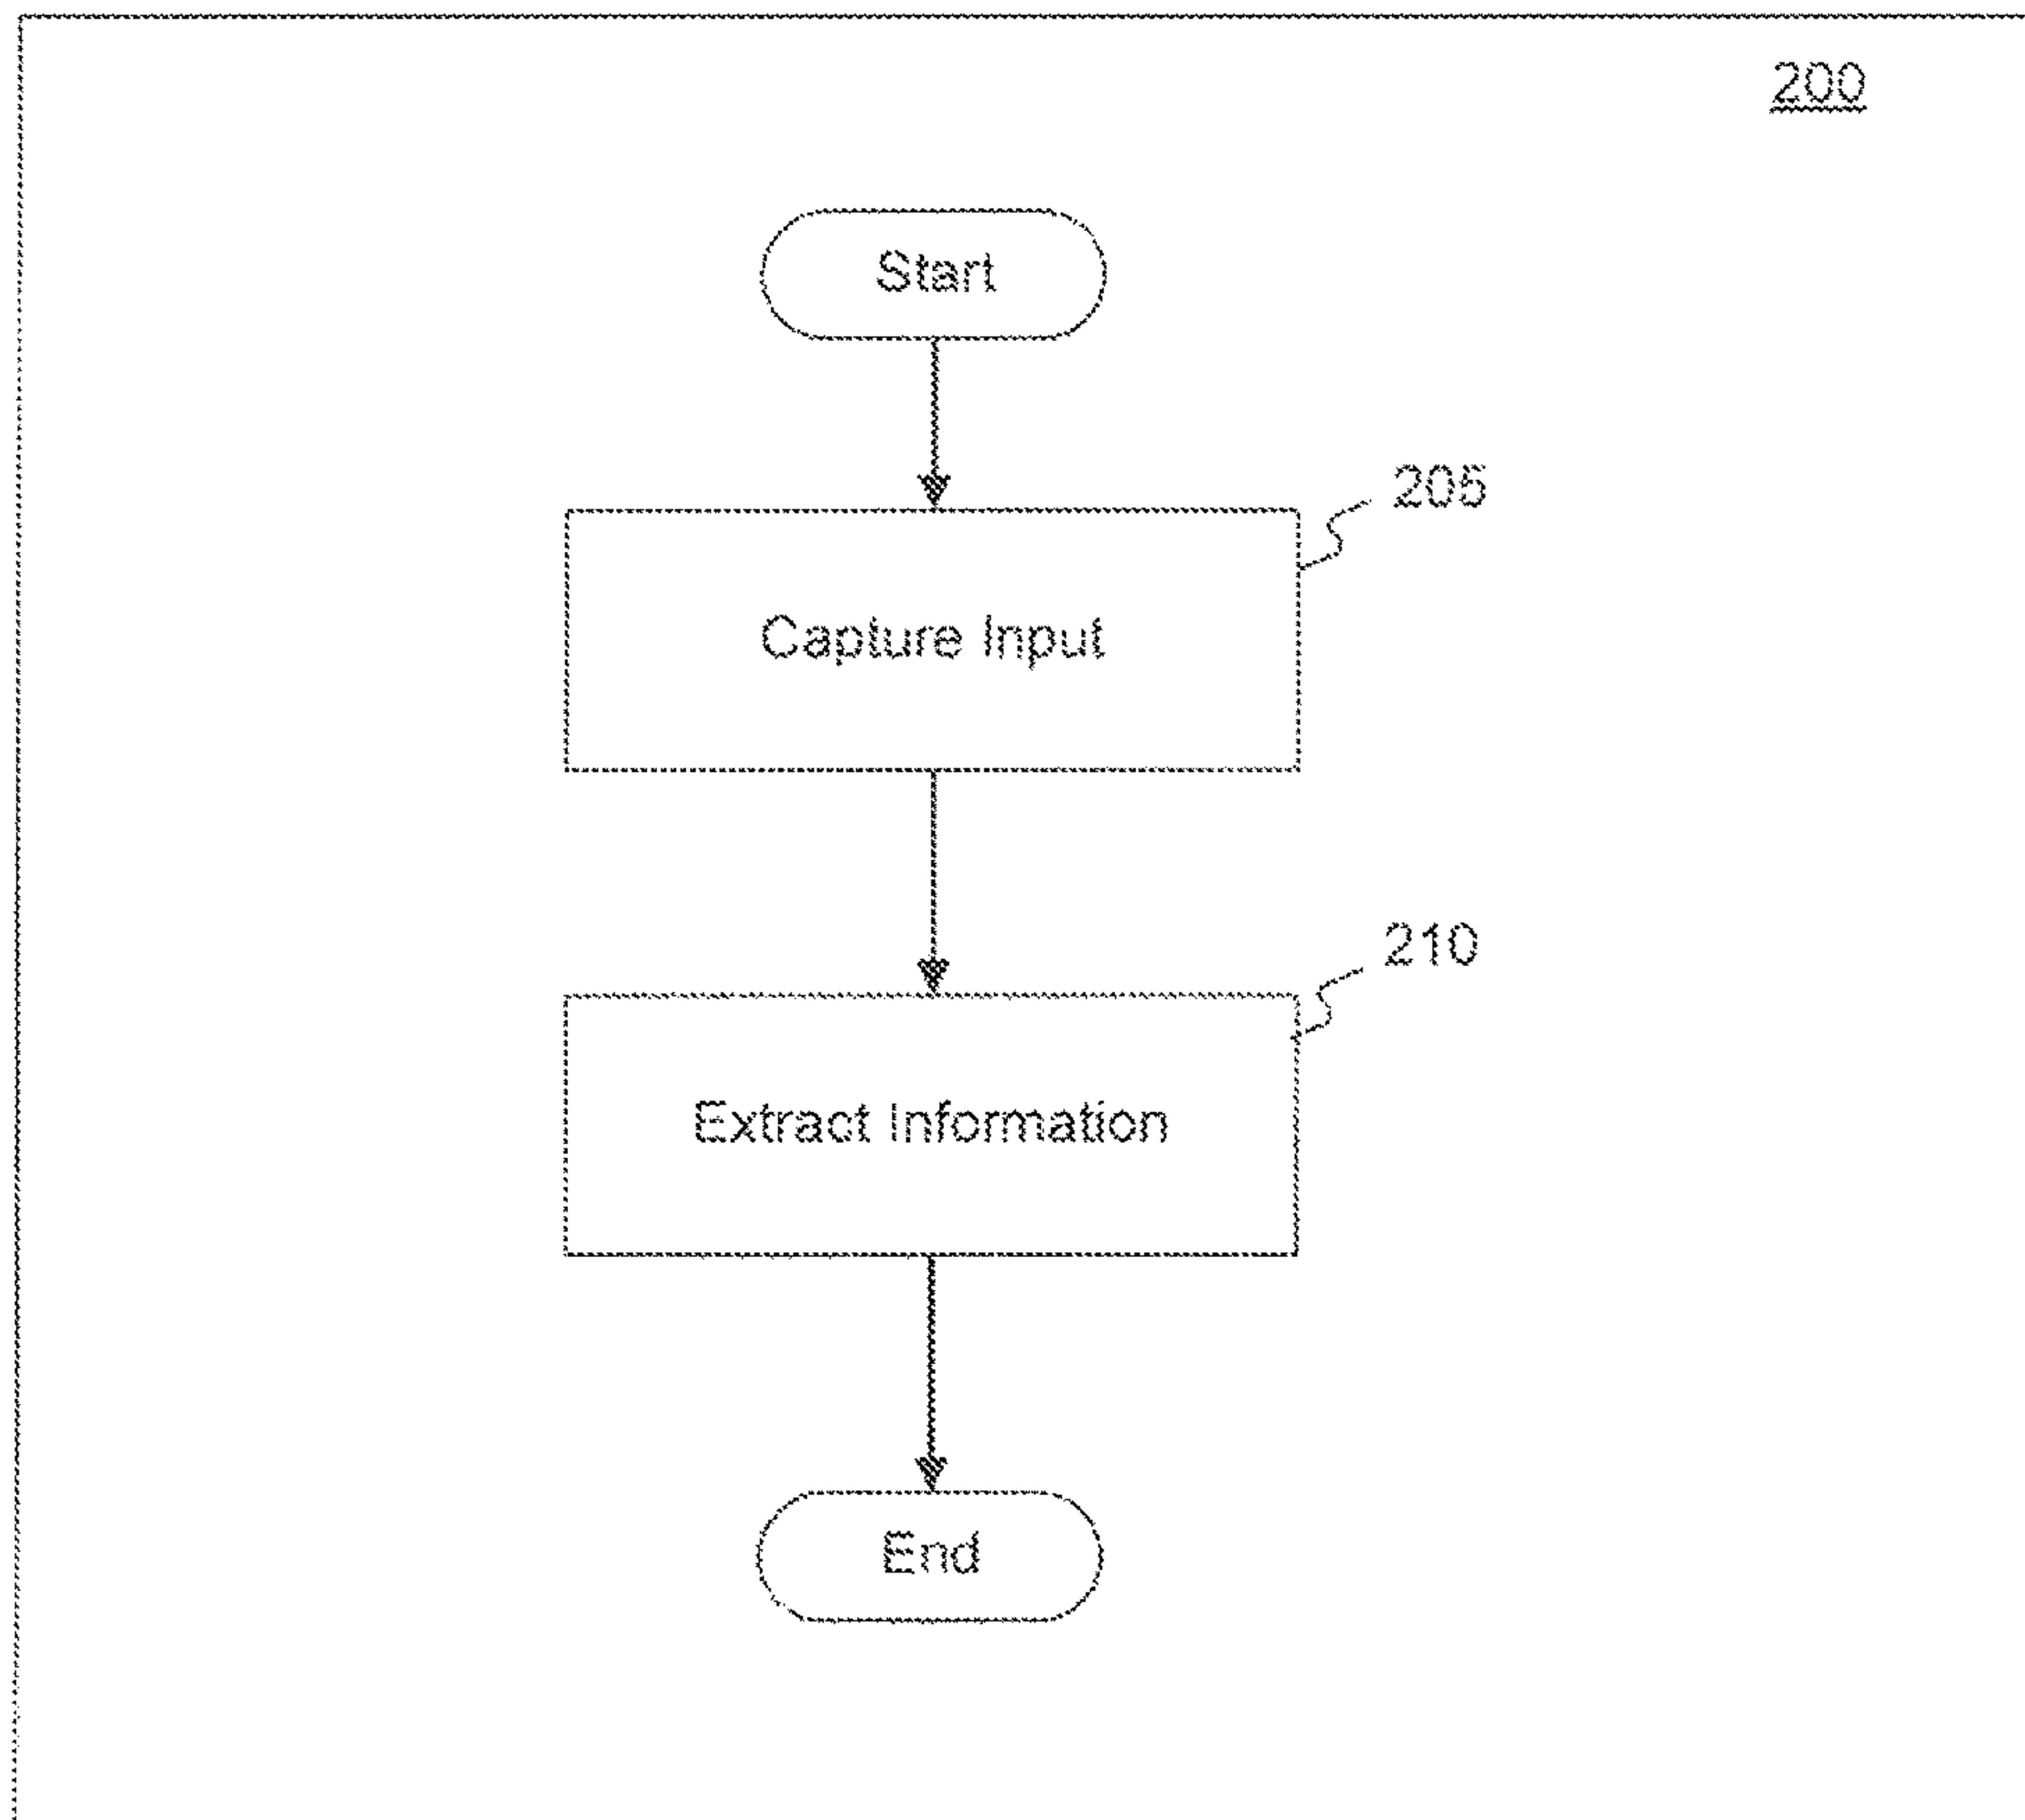 200
Start
205
Capture Input
210
Extract Information
End